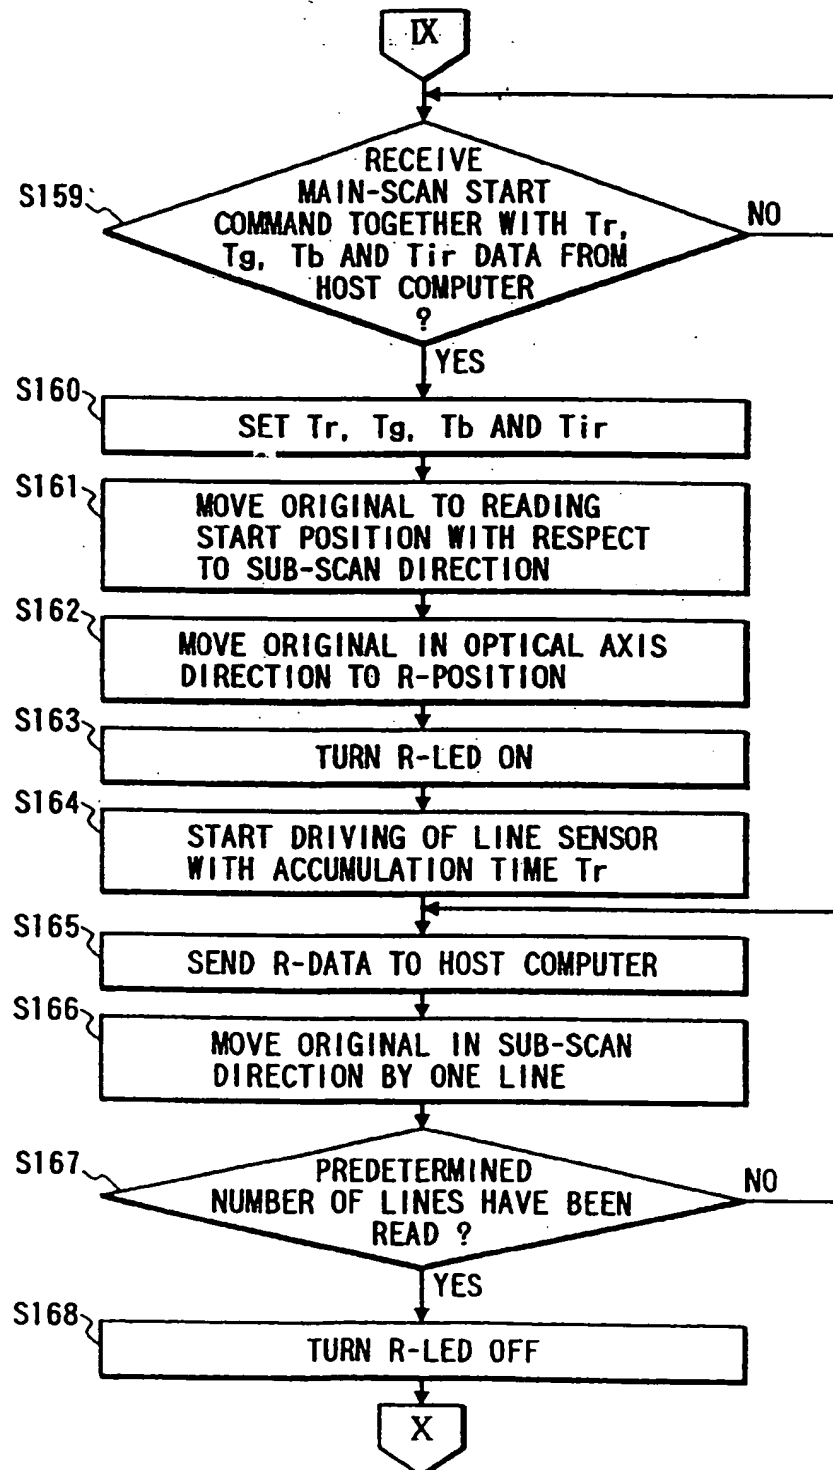 IX
RECEIVE
MAIN-SCAN START
COMMAND TOGETHER WITH Tr,
Tg, Tb AND Tir DATA FROM
HOST COMPUTER
?
S159
NO
YES
S160
SET Tr, Tg, Tb AND Tir
S161
MOVE ORIGINAL TO READING
START POSITION WITH RESPECT
TO SUB-SCAN DIRECTION
S162
MOVE ORIGINAL IN OPTICAL AXIS
DIRECTION TO R-POSITION
S163
TURN R-LED ON
S164
START DRIVING OF LINE SENSOR
WITH ACCUMULATION TIME Tr
S165
SEND R-DATA TO HOST COMPUTER
S166
MOVE ORIGINAL IN SUB-SCAN
DIRECTION BY ONE LINE
S167
PREDETERMINED
NUMBER OF LINES HAVE BEEN
READ ?
NO
YES
S168
TURN R-LED OFF
X